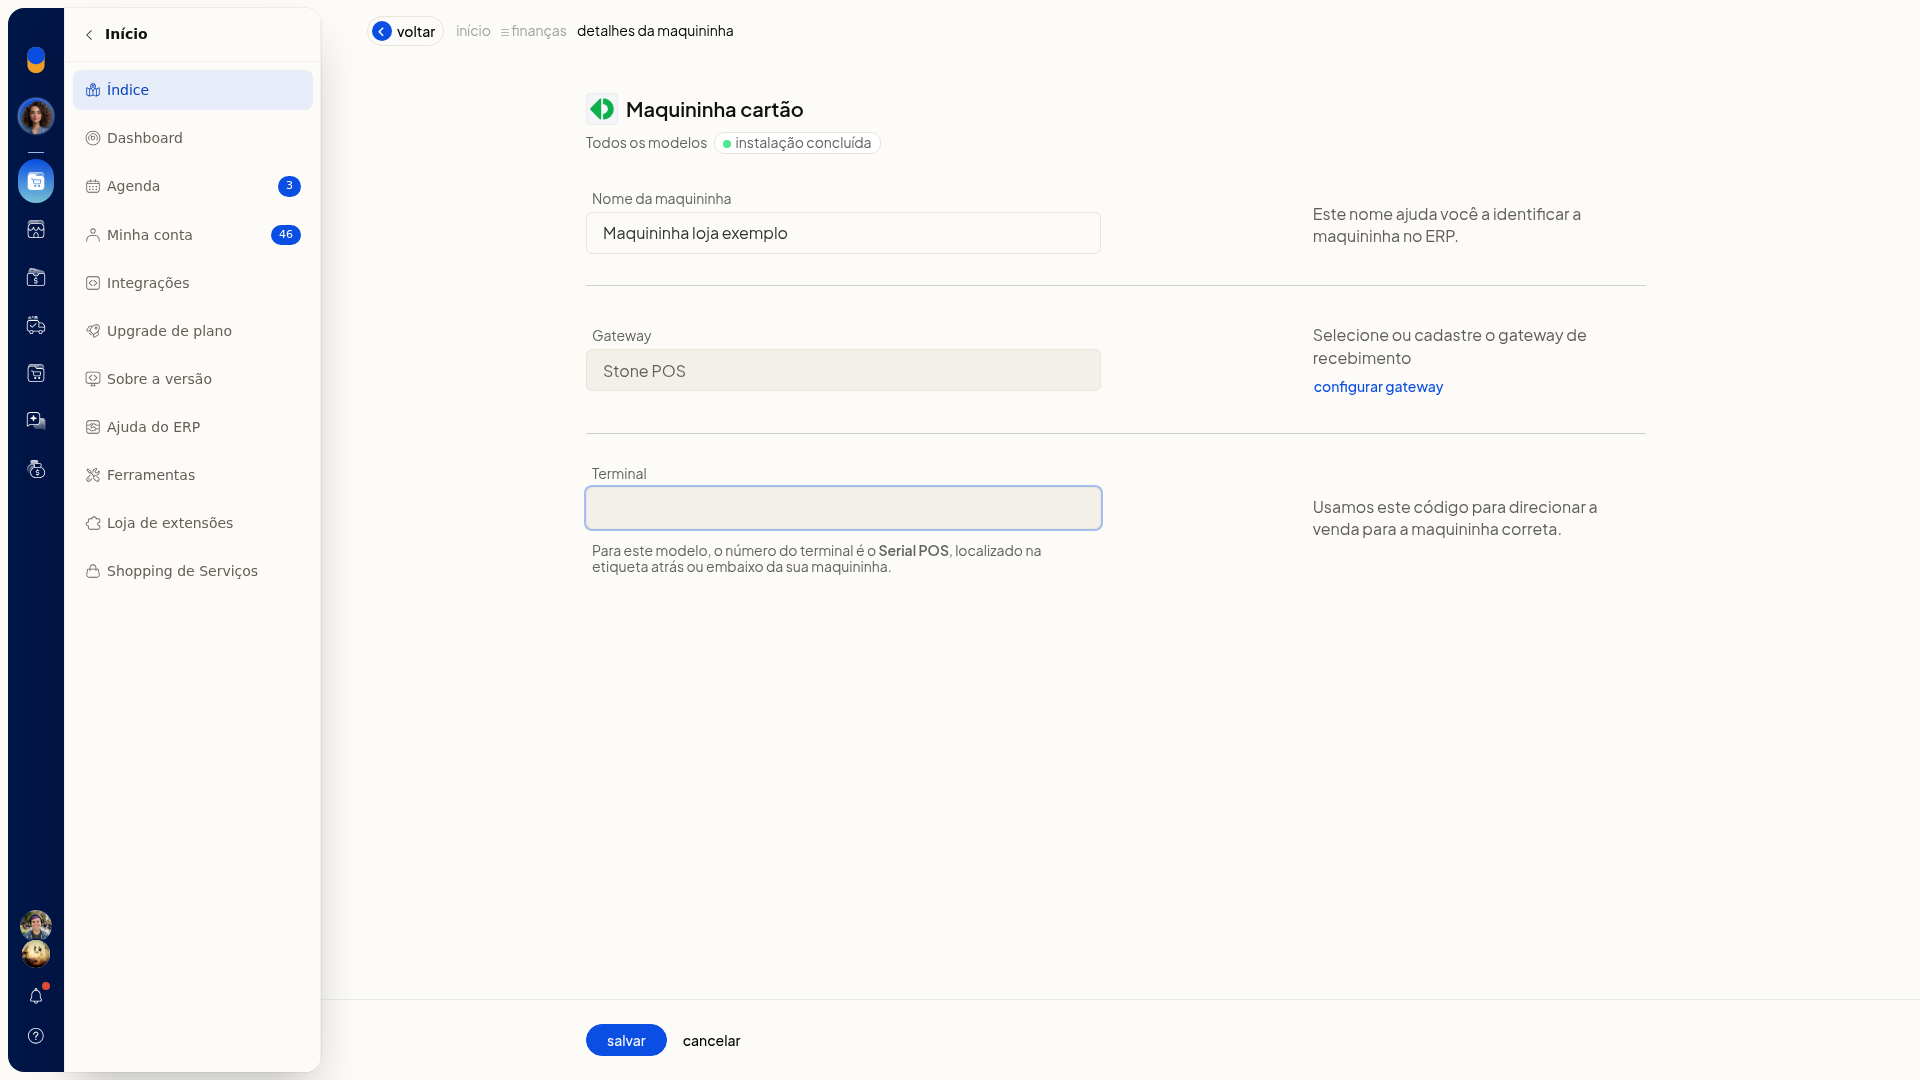 Início
Índice
Dashboard
Agenda
3
Minha conta
46
Integrações
Upgrade de plano
Sobre a versão
Ajuda do ERP
Ferramentas
Loja de extensões
Shopping de Serviços
voltar
início
finanças
detalhes da maquininha
Maquininha cartão
Todos os modelos
instalação concluída
Nome da maquininha
Maquininha loja exemplo
Este nome ajuda você a identificar a
maquininha no ERP.
Gateway
Stone POS
Selecione ou cadastre o gateway de
recebimento
configurar gateway
Terminal
Para este modelo, o número do terminal é o Serial POS, localizado na
etiqueta atrás ou embaixo da sua maquininha.
Usamos este código para direcionar a
venda para a maquininha correta.
salvar
cancelar